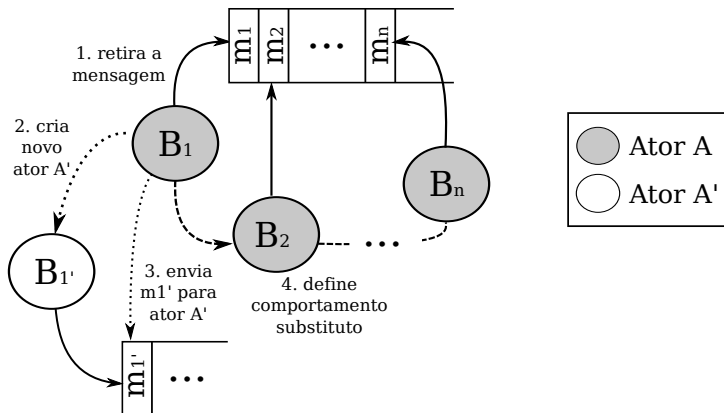 m1
m2
•••
mn
1. retira a
mensagem
2. cria
novo
ator A'
B1
Bn
B2
•••
B1'
3. envia
m1' para
ator A'
4. define
comportamento
substituto
m1'
•••
Ator A
Ator A'